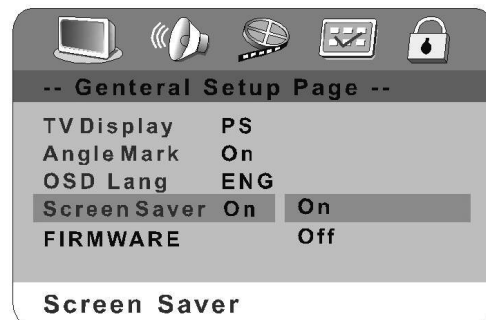 -- Genteral Setup Page --
TV Display PS
Angle Mark On
OSD Lang ENG
Screen Saver On On
FIRMWARE Off
Screen Saver